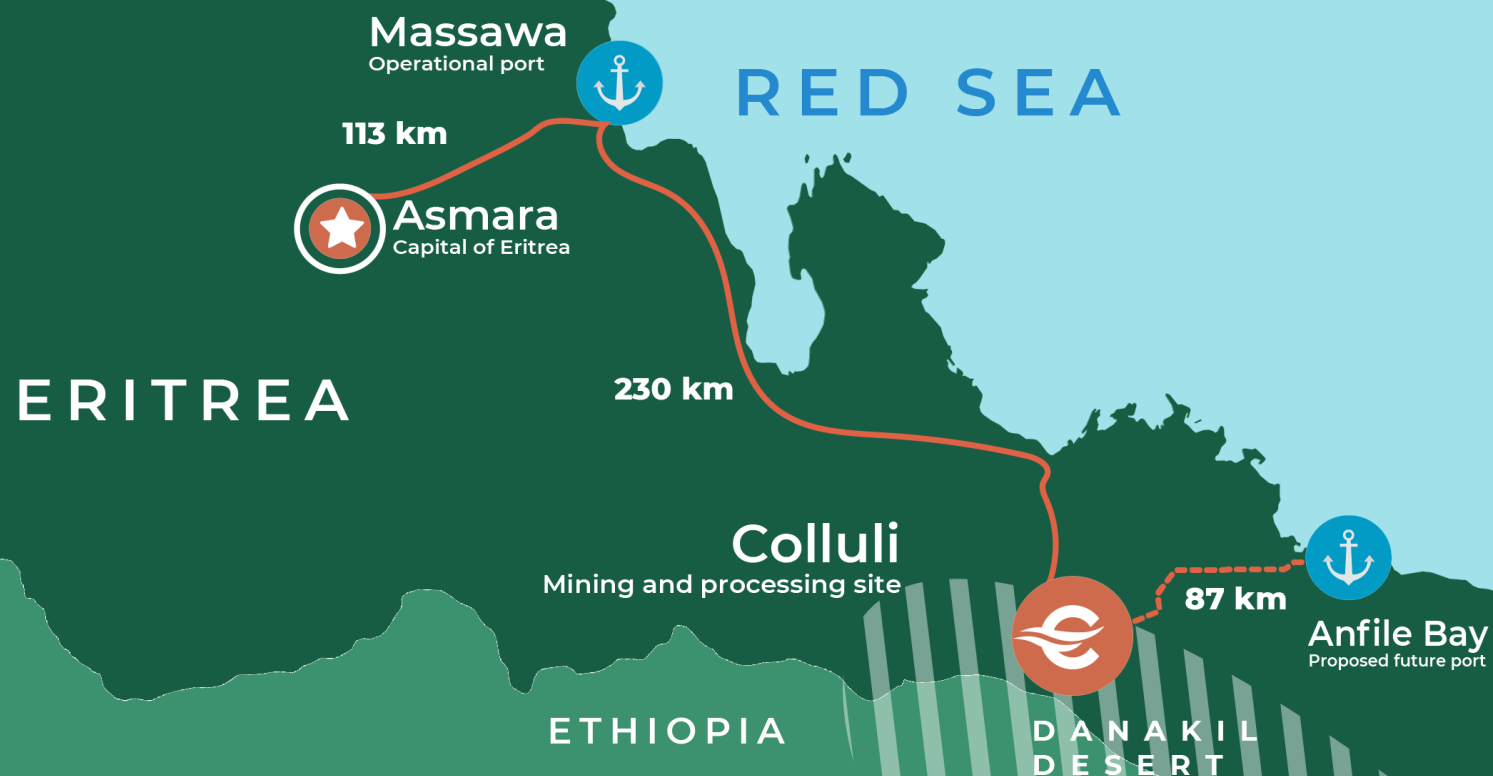 Massawa
Operational port
RED SEA
113 km
Asmara
Capital of Eritrea
ERITREA
230 km
Colluli
Mining and processing site
87 km
Anfile Bay
Proposed future port
ETHIOPIA
DANAKIL
DESERT